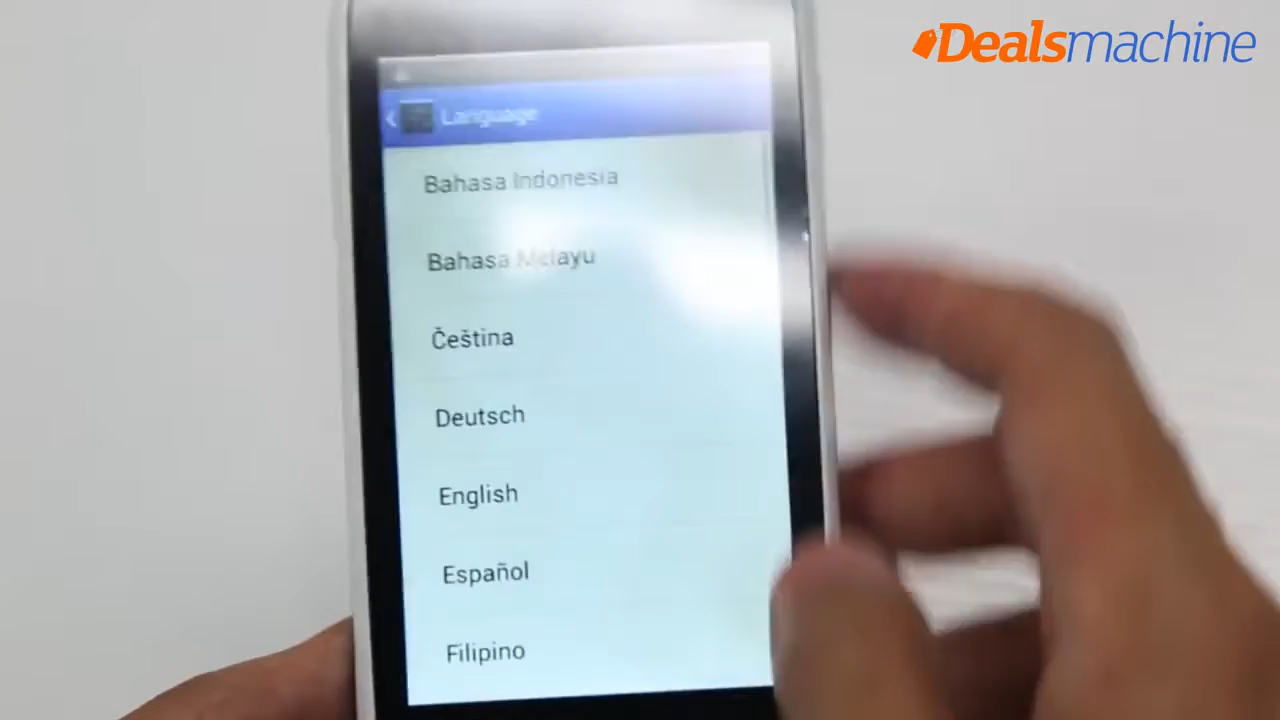 Dealsmachine
Language
Bahasa Indonesia
Bahasa Melayu
Čeština
Deutsch
English
Español
Filipino